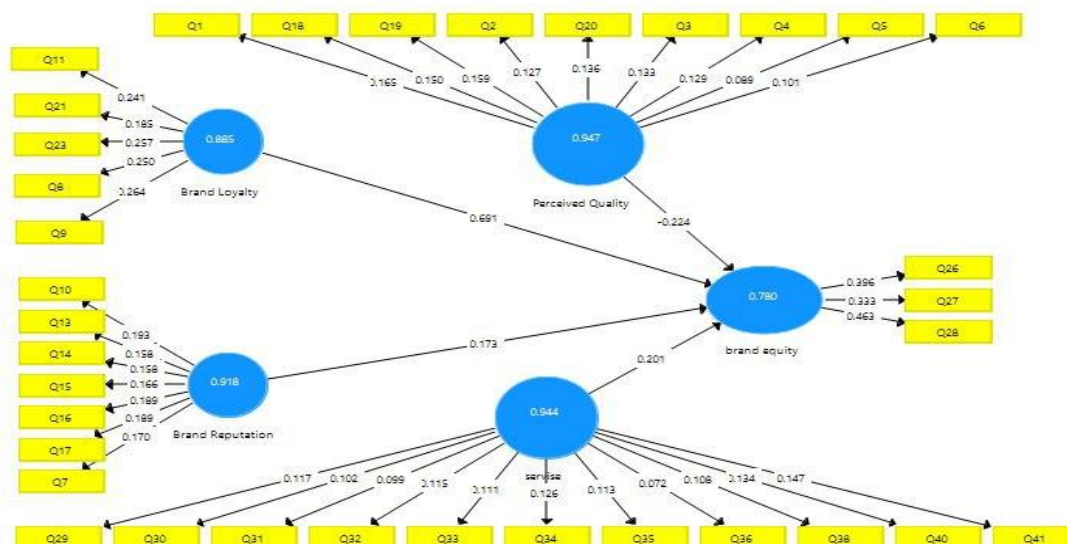 Q1 Q18 Q19 Q2 Q20 Q3 Q4 Q5 Q6
0.165 0.150 0.159 0.127 0.136 0.133 0.129 0.089 0.101
Q11
Q21
Q23
Q8
Q9
0.241
0.185
0.257
0.250
0.264
0.885
Brand Loyalty
0.947
Perceived Quality
0.691
-0.224
Q10
Q13
Q14
Q15
Q16
Q17
Q7
0.193
0.158
0.158
0.166
0.189
0.189
0.170
0.918
Brand Reputation
0.173
0.780
brand equity
0.396
0.333
0.463
Q26
Q27
Q28
0.201
0.944
servise
0.117 0.102 0.099 0.115 0.111 0.126 0.113 0.072 0.108 0.134 0.147
Q29 Q30 Q31 Q32 Q33 Q34 Q35 Q36 Q38 Q40 Q41